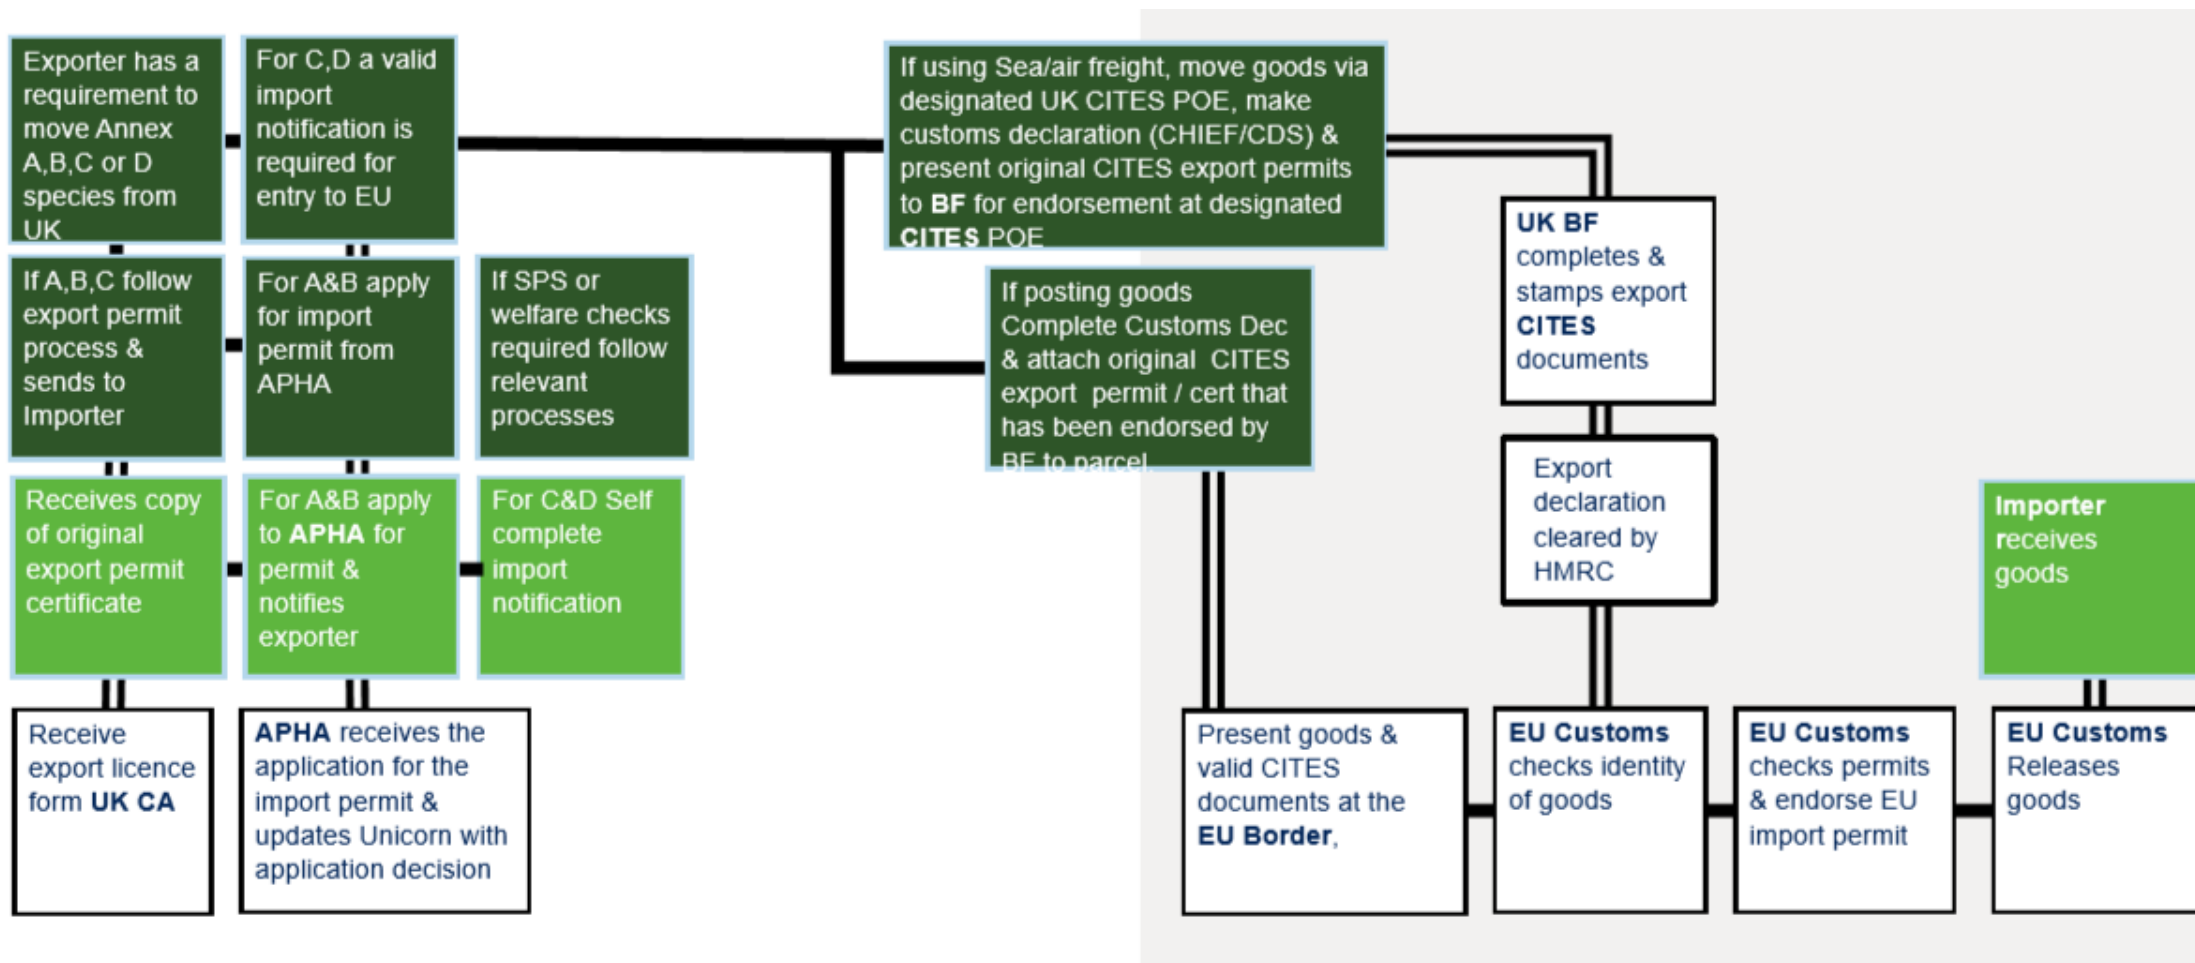 Exporter has a
requirement to
move Annex
A,B,C or D
species from
UK
For C,D a valid
import
notification is
required for
entry to EU
If using Sea/air freight, move goods via
designated UK CITES POE, make
customs declaration (CHIEF/CDS) &
present original CITES export permits
to BF for endorsement at designated
CITES POE
UK BF
completes &
stamps export
CITES
documents
If A,B,C follow
export permit
process &
sends to
Importer
For A&B apply
for import
permit from
APHA
If SPS or
welfare checks
required follow
relevant
processes
If posting goods
Complete Customs Dec
& attach original CITES
export permit / cert that
has been endorsed by
BF to parcel.
Export
declaration
cleared by
HMRC
Receives copy
of original
export permit
certificate
For A&B apply
to APHA for
permit &
notifies
exporter
For C&D Self
complete
import
notification
Importer
receives
goods
Receive
export licence
form UK CA
APHA receives the
application for the
import permit &
updates Unicorn with
application decision
Present goods &
valid CITES
documents at the
EU Border,
EU Customs
checks identity
of goods
EU Customs
checks permits
& endorse EU
import permit
EU Customs
Releases
goods